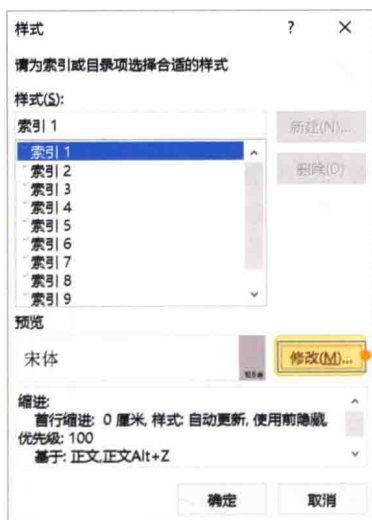 样式
?
×
请为索引或目录项选择合适的样式
样式(S):
索引 1
新建(N)...
索引 1
删除(D)
索引 2
索引 3
索引 4
索引 5
索引 6
索引 7
索引 8
索引 9
预览
宋体
修改(M)...
缩进:
首行缩进: 0 厘米, 样式: 自动更新, 使用前隐藏,
优先级: 100
基于: 正文,正文Alt+Z
确定
取消